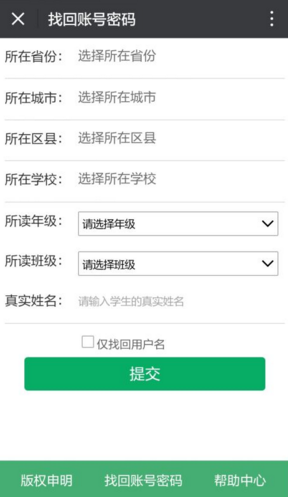 找回账号密码
所在省份: 选择所在省份
所在城市: 选择所在城市
所在区县: 选择所在区县
所在学校: 选择所在学校
所读年级: 请选择年级
所读班级: 请选择班级
真实姓名: 请输入学生的真实姓名
仅找回用户名
提交
版权申明 找回账号密码 帮助中心